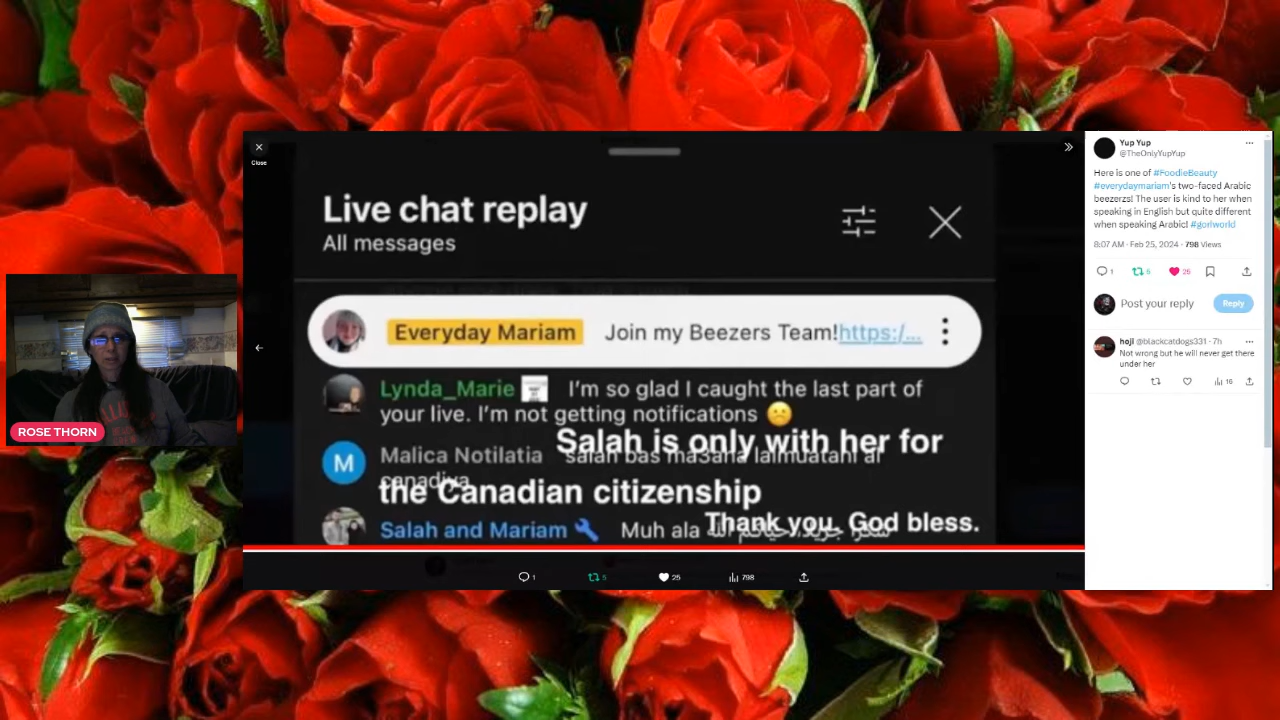 Close
Live chat replay
All messages
Everyday Mariam Join my Beezers Team!https:/...
Lynda_Marie I'm so glad I caught the last part of
your live. I'm not getting notifications
Salah is only with her for
M Malica Notilatia salah bas ma3aha
the Canadian citizenship
Thank you. God bless.
Salah and Mariam Muh ala
1
5
25
798
Yup Yup
@TheOnlyYupYup
Here is one of #FoodieBeauty
#everydaymariam's two-faced Arabic
beezerzs! The user is kind to her when
speaking in English but quite different
when speaking Arabic! #gorlworld
8:07 AM · Feb 25, 2024 · 798 Views
1
5
25
Post your reply Reply
hoji @blackcatdogs331 · 7h
Not wrong but he will never get there
under her
16
ROSE THORN